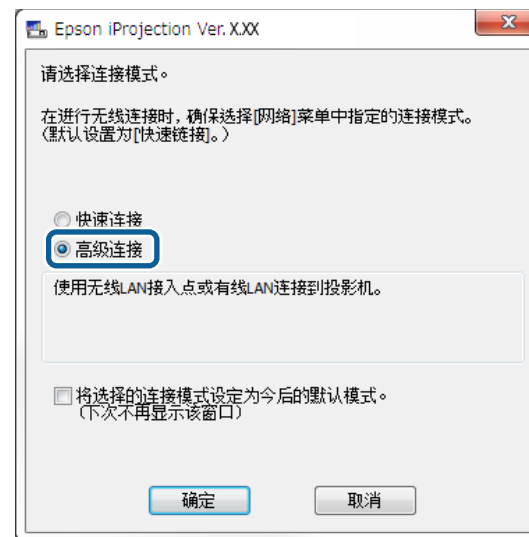 Epson iProjection Ver. X.XX
请选择连接模式。
在进行无线连接时，确保选择[网络]菜单中指定的连接模式。
（默认设置为[快速链接]。）
快速连接
高级连接
使用无线LAN接入点或有线LAN连接到投影机。
将选择的连接模式设定为今后的默认模式。
（下次不再显示该窗口）
确定
取消